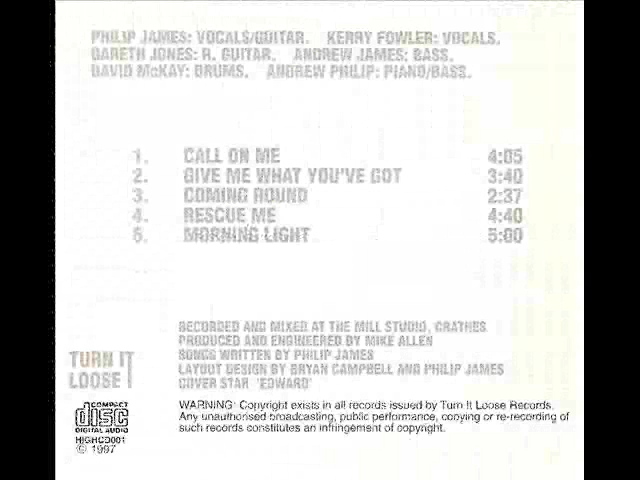 PHILIP JAMES: VOCALS/GUITAR. KERRY FOWLER: VOCALS.
GARETH JONES: R. GUITAR. ANDREW JAMES: BASS.
DAVID McKAY: DRUMS. ANDREW PHILIP: PIANO/BASS.
1. CALL ON ME 4:05
2. GIVE ME WHAT YOU'VE GOT 3:40
3. COMING ROUND 2:37
4. RESCUE ME 4:40
5. MORNING LIGHT 5:00
RECORDED AND MIXED AT THE MILL STUDIO, CRATHES
PRODUCED AND ENGINEERED BY MIKE ALLEN
SONGS WRITTEN BY PHILIP JAMES
LAYOUT DESIGN BY BRYAN CAMPBELL AND PHILIP JAMES
COVER STAR 'EDWARD'
TURN IT
LOOSE!
COMPACT
disc
DIGITAL AUDIO
HIGHCD001
© 1997
WARNING: Copyright exists in all records issued by Turn It Loose Records.
Any unauthorised broadcasting, public performance, copying or re-recording of
such records constitutes an infringement of copyright.